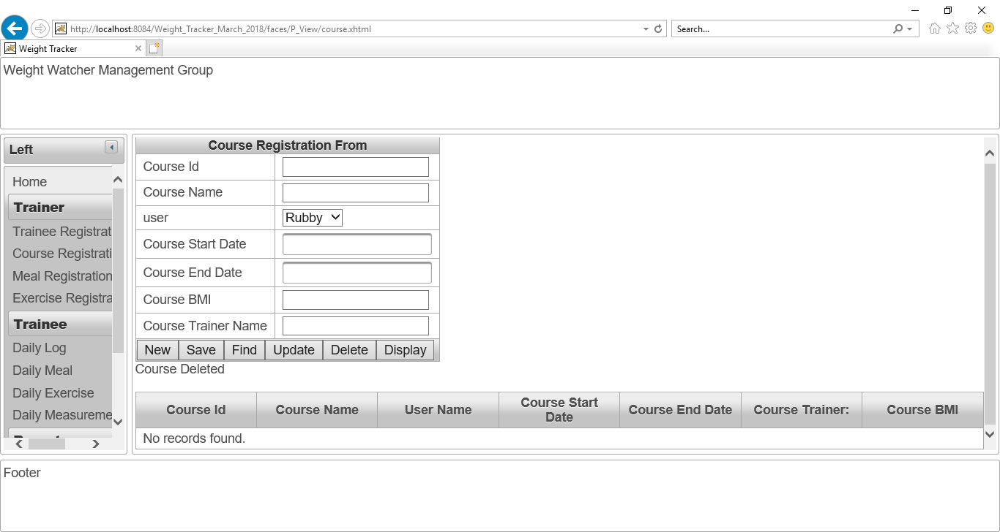 http://localhost:8084/Weight_Tracker_March_2018/faces/P_View/course.xhtml
Search...
Weight Tracker
Weight Watcher Management Group
Left
Home
Trainer
Trainee Registrat
Course Registrati
Meal Registration
Exercise Registra
Trainee
Daily Log
Daily Meal
Daily Exercise
Daily Measureme
Course Registration From
Course Id
Course Name
user Rubby
Course Start Date
Course End Date
Course BMI
Course Trainer Name
New Save Find Update Delete Display
Course Deleted
Course Id Course Name User Name Course Start Date Course End Date Course Trainer: Course BMI
No records found.
Footer